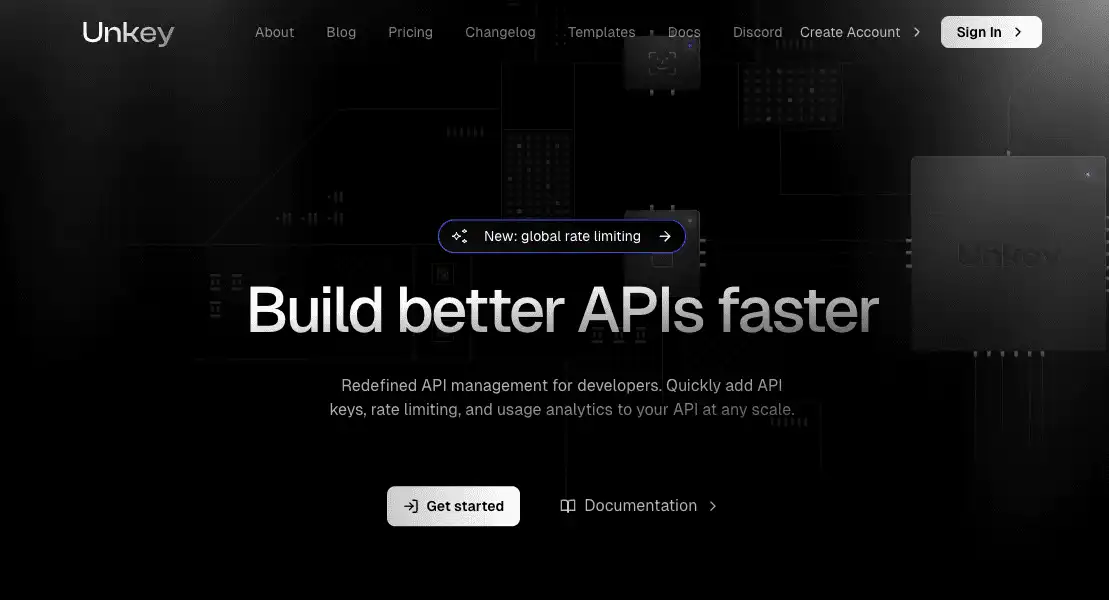 Unkey
About
Blog
Pricing
Changelog
Templates
Docs
Discord
Create Account
Sign In
New: global rate limiting
Unkey
Build better APIs faster
Redefined API management for developers. Quickly add API
keys, rate limiting, and usage analytics to your API at any scale.
Get started
Documentation